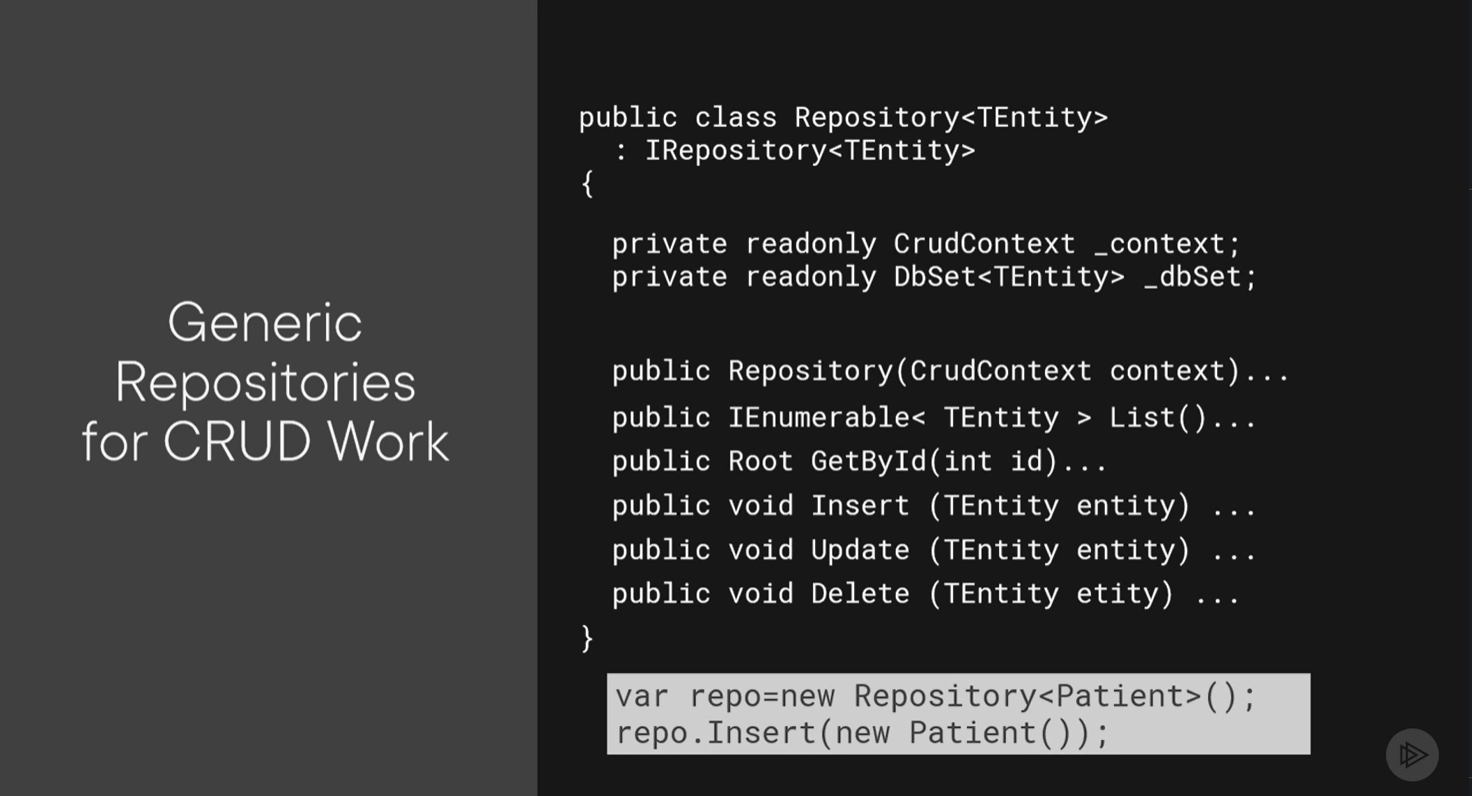 Generic
Repositories
for CRUD Work
public class Repository<TEntity>
: IRepository<TEntity>
{
private readonly CrudContext _context;
private readonly DbSet<TEntity> _dbSet;
public Repository(CrudContext context)...
public IEnumerable< TEntity > List()...
public Root GetById(int id)...
public void Insert (TEntity entity) ...
public void Update (TEntity entity) ...
public void Delete (TEntity etity) ...
}
var repo=new Repository<Patient>();
repo.Insert(new Patient());